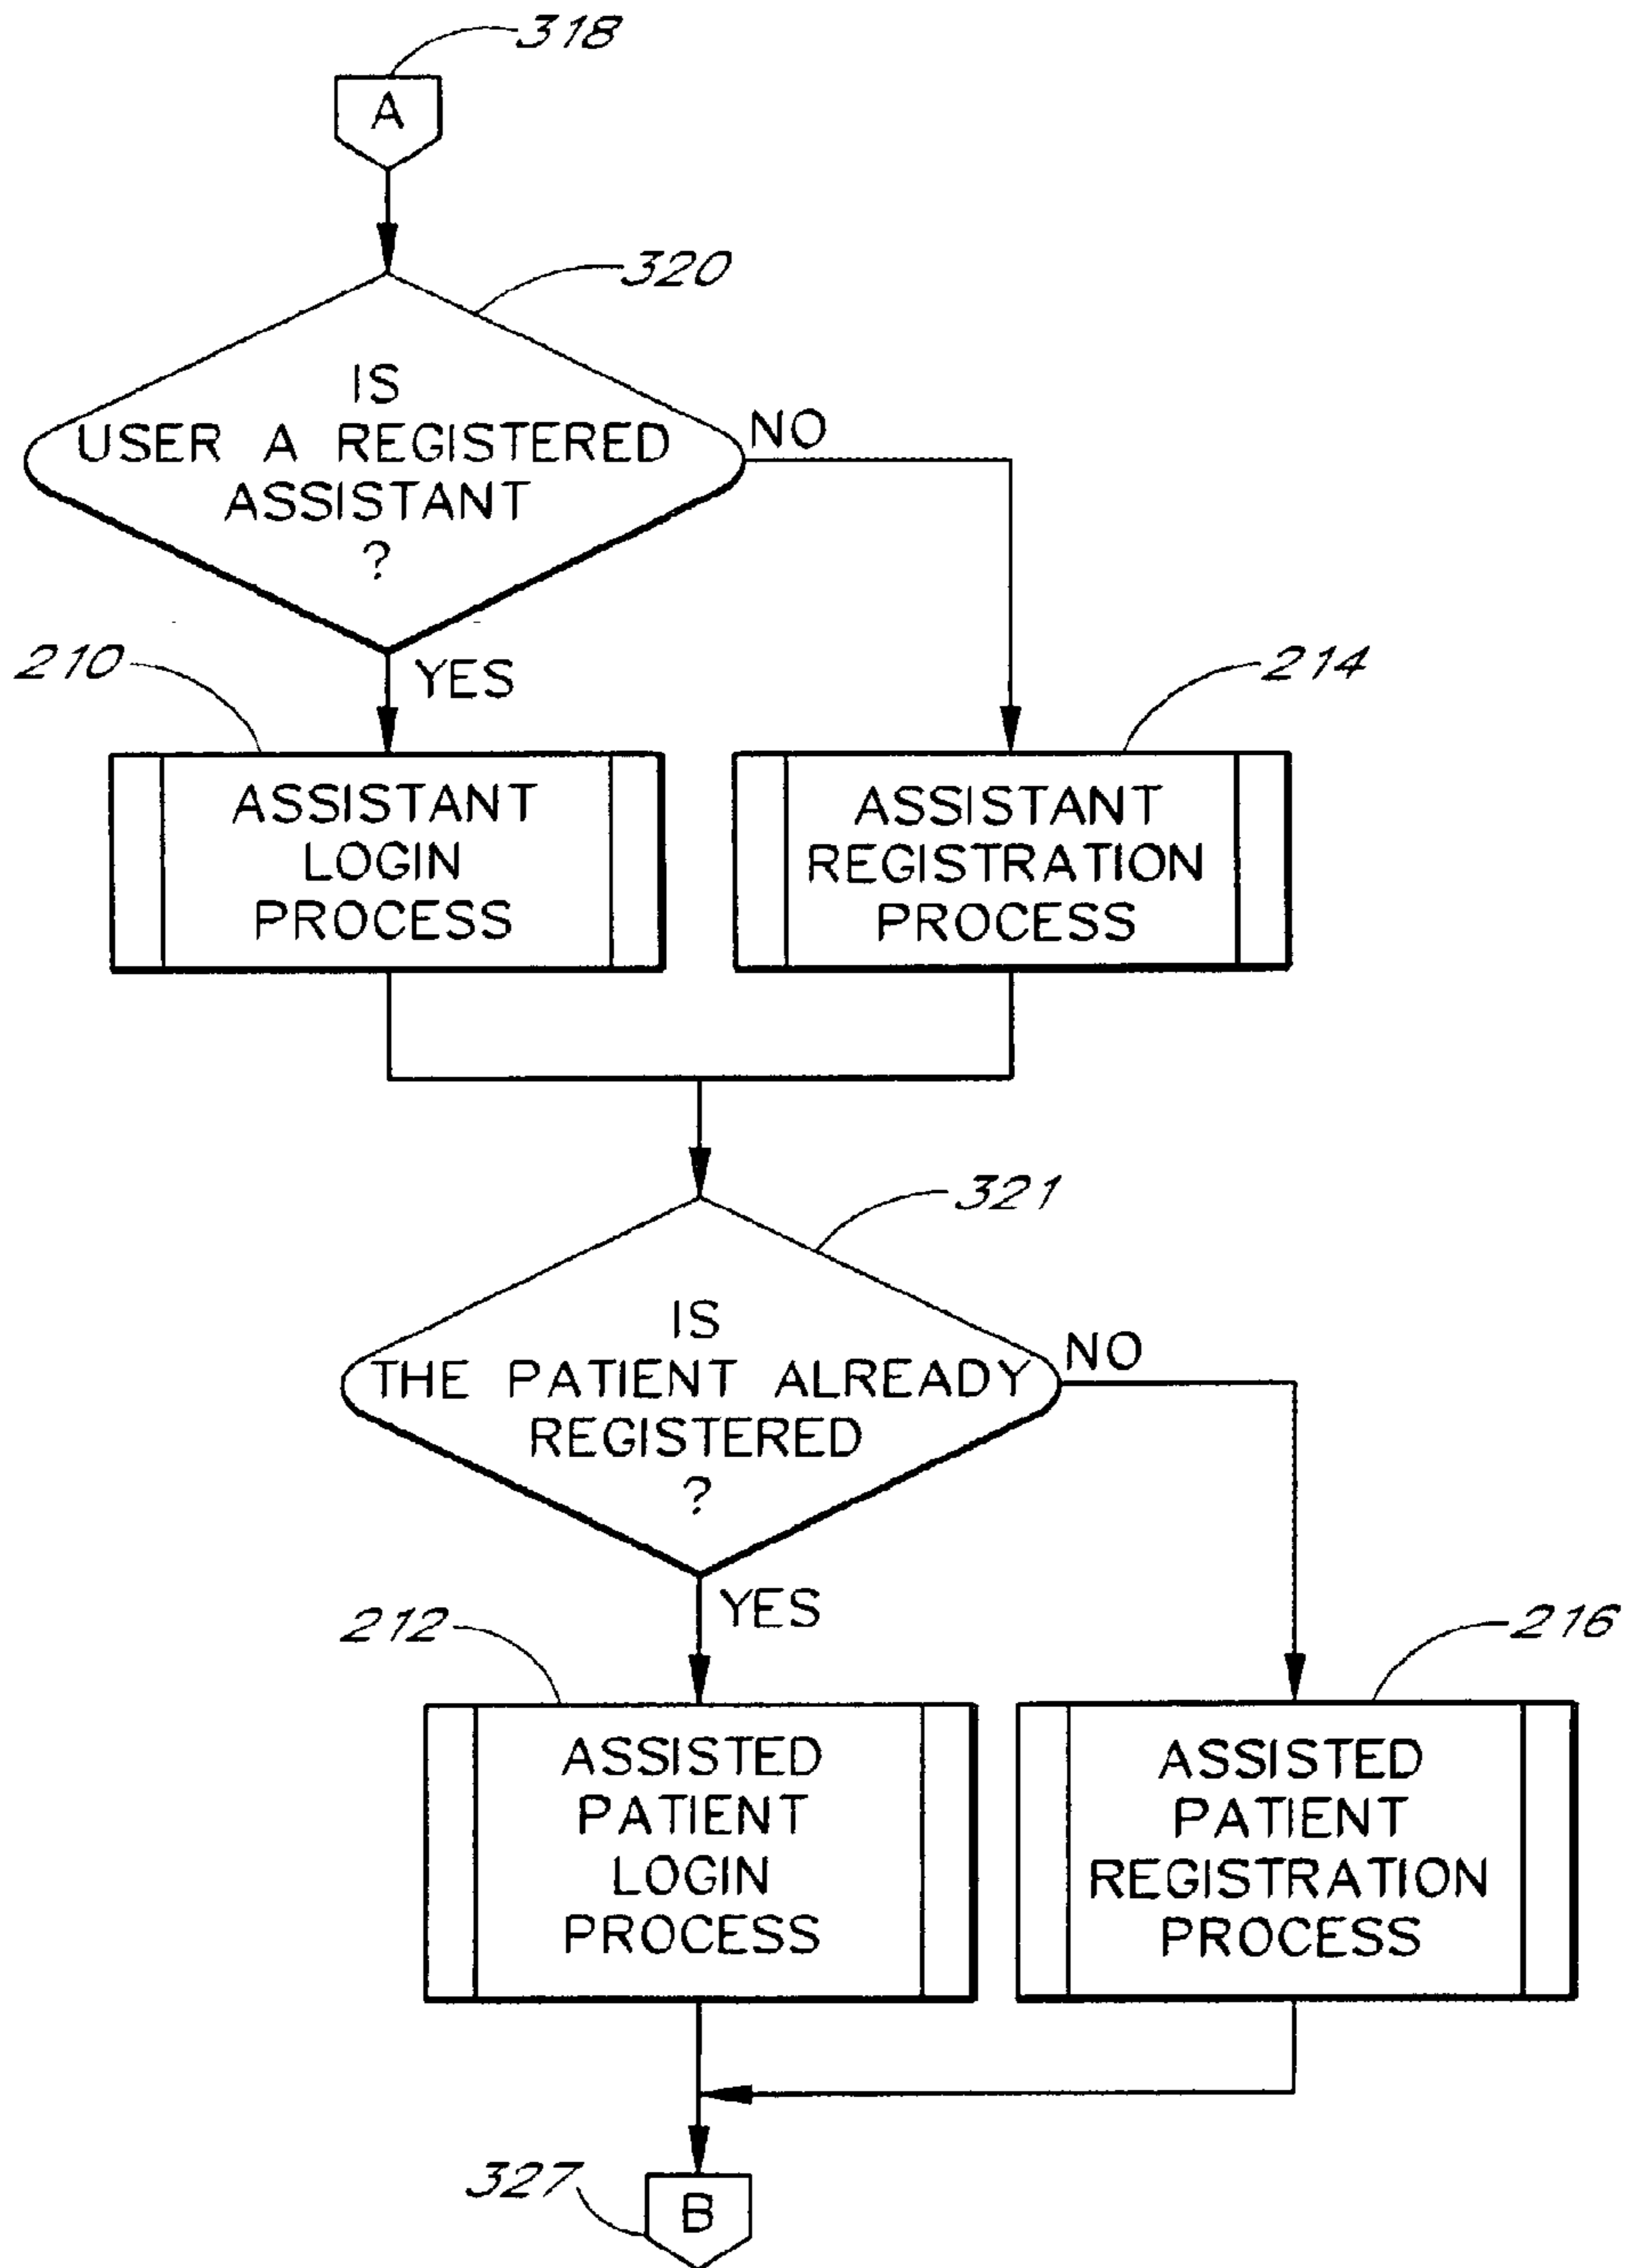 318
A
320
IS
USER A REGISTERED
ASSISTANT
?
NO
YES
210
214
ASSISTANT
LOGIN
PROCESS
ASSISTANT
REGISTRATION
PROCESS
321
IS
THE PATIENT ALREADY
REGISTERED
?
NO
YES
212
216
ASSISTED
PATIENT
LOGIN
PROCESS
ASSISTED
PATIENT
REGISTRATION
PROCESS
327
B